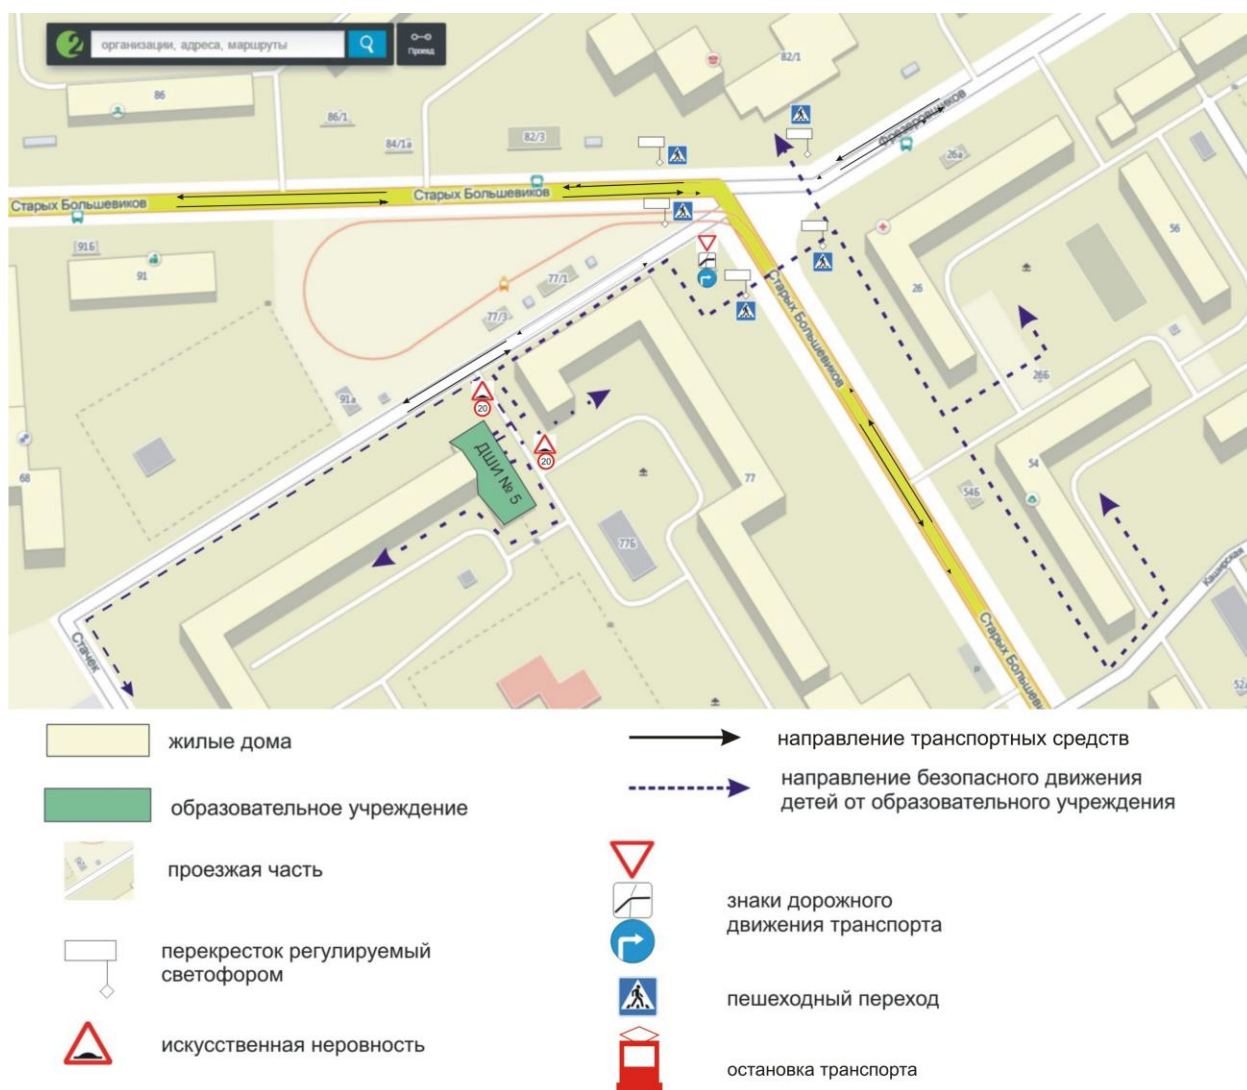 2
организации, адреса, маршруты
Проезд
82/1
86
86/1
84/1а
82/3
Фрезеровщиков
26а
Старых Большевиков
Старых Большевиков
56
91Б
91
77/1
77/3
26
Старых Большевиков
26Б
91а
20
20
ДШИ № 5
77
54
54Б
68
77Б
Каширская
Стачек
Старых Большеви
52
жилые дома
направление транспортных средств
направление безопасного движения
детей от образовательного учреждения
образовательное учреждение
проезжая часть
знаки дорожного
движения транспорта
перекресток регулируемый
светофором
пешеходный переход
искусственная неровность
остановка транспорта